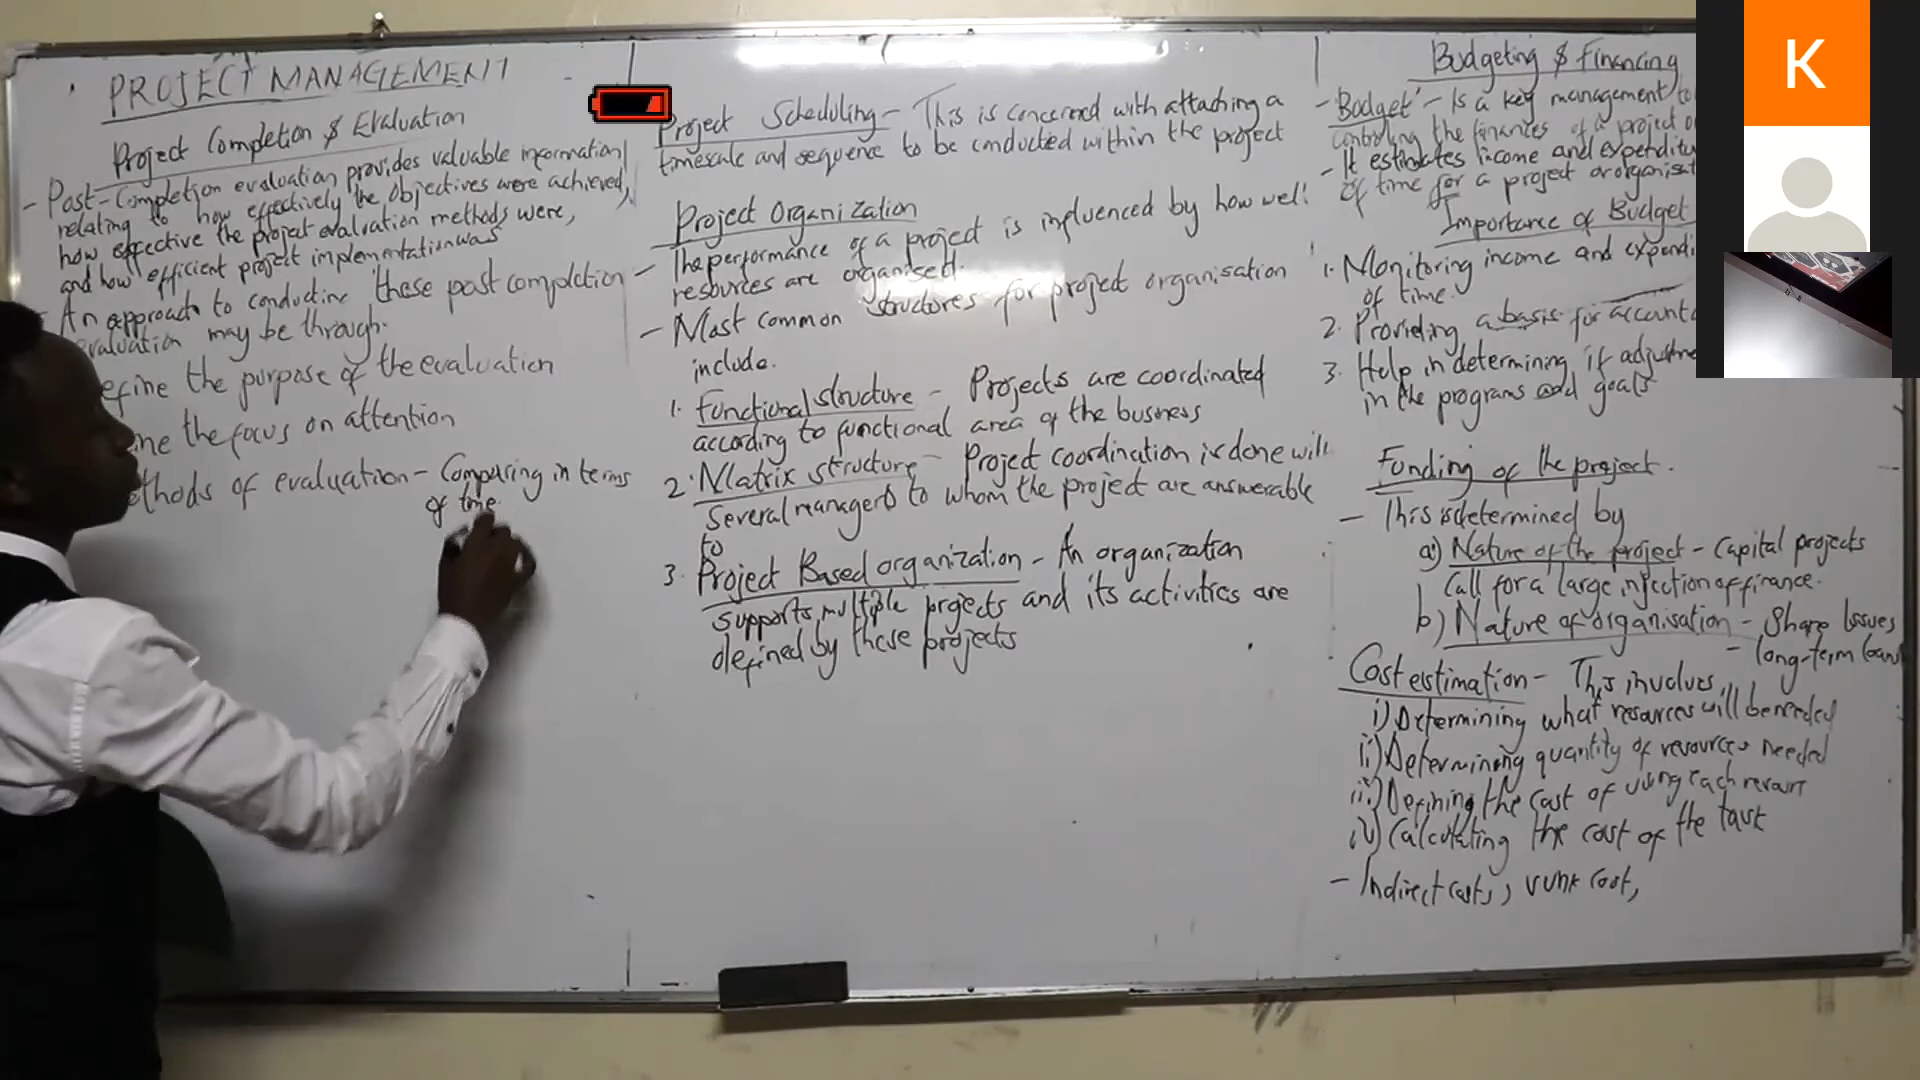 PROJECT MANAGEMENT
Project Completion & Evaluation
- Post-Completion evaluation provides valuable information
relating to how effectively the objectives were achieved,
how effective the project evaluation methods were,
and how efficient project implementation was
An approach to conducting these post completion
evaluation may be through.
efine the purpose of the evaluation
ne the focus on attention
ethods of evaluation - Comparing in terms
of time
Project Scheduling - This is concerned with attaching a
timescale and sequence to be conducted within the project
Project Organization
- The performance of a project is influenced by how well
resources are organised.
- Most common structures for project organisation
include.
1. Functional structure - Projects are coordinated
according to functional area of the business
2. Matrix structure - Project coordination is done with
several managers to whom the project are answerable
to
3. Project Based organization - An organization
supports multiple projects and its activities are
defined by these projects
Budgeting & Financing
- Budget - Is a key management to
controlling the finances of a project or
- It estimates income and expenditu
of time for a project or organisat
Importance of Budget
1. Monitoring income and expendi
of time.
2. Providing a basis for accounta
3. Help in determining if adjustme
in the programs and goals
Funding of the project.
- This is determined by
a) Nature of the project - Capital projects
Call for a large injection of finance.
b) Nature of organisation - Share Issues
- long-term loans
Cost estimation - This involves
i) Determining what resources will be needed
ii) Determining quantity of resources needed
iii) Defining the cost of using each resource
iv) Calculating the cost of the task
- Indirect costs, sunk cost,
K